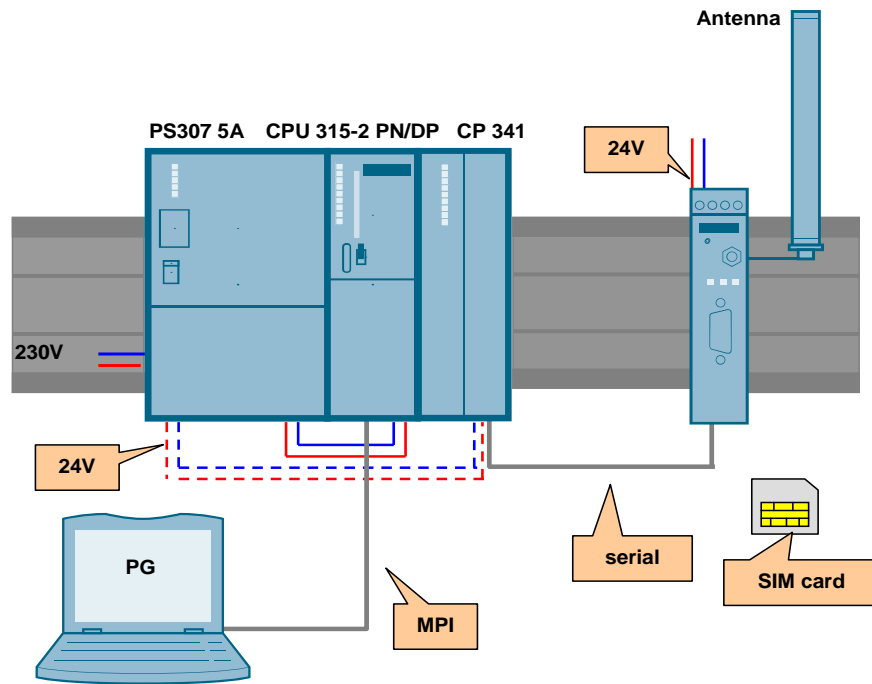 Antenna
PS307 5A CPU 315-2 PN/DP CP 341
24V
230V
24V
PG
serial
SIM card
MPI